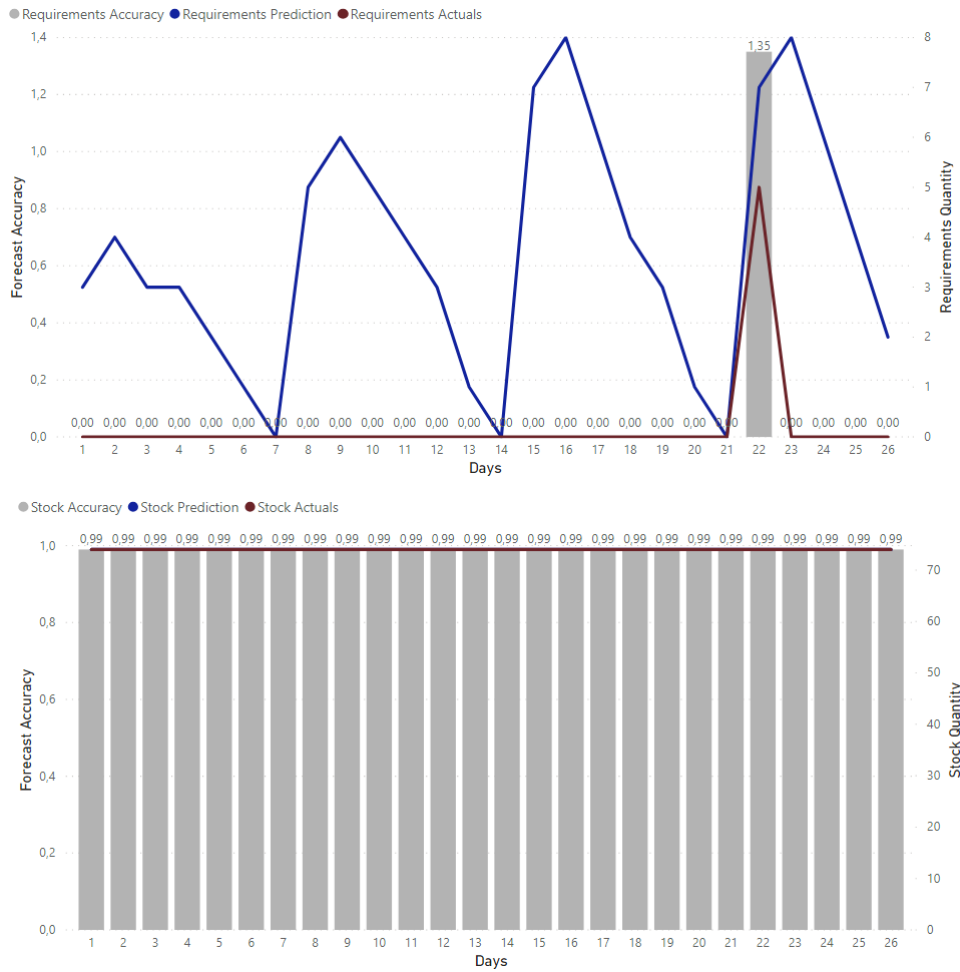 Requirements Accuracy Requirements Prediction Requirements Actuals
1,4 8
1,35
1,2 7
6
1,0
5
0,8
4
0,6
3
0,4
2
0,2
1
0,00 0,00 0,00 0,00 0,00 0,00 0,00 0,00 0,00 0,00 0,00 0,00 0,00 0,00 0,00 0,00 0,00 0,00 0,00 0,00 0,00 0,00 0,00 0,00 0,00
0,0 0
1 2 3 4 5 6 7 8 9 10 11 12 13 14 15 16 17 18 19 20 21 22 23 24 25 26
Forecast Accuracy
Requirements Quantity
Days
Stock Accuracy Stock Prediction Stock Actuals
0,99 0,99 0,99 0,99 0,99 0,99 0,99 0,99 0,99 0,99 0,99 0,99 0,99 0,99 0,99 0,99 0,99 0,99 0,99 0,99 0,99 0,99 0,99 0,99 0,99 0,99
1,0
70
0,8
60
0,6
50
40
0,4
30
0,2
20
10
0,0 0
1 2 3 4 5 6 7 8 9 10 11 12 13 14 15 16 17 18 19 20 21 22 23 24 25 26
Forecast Accuracy
Stock Quantity
Days